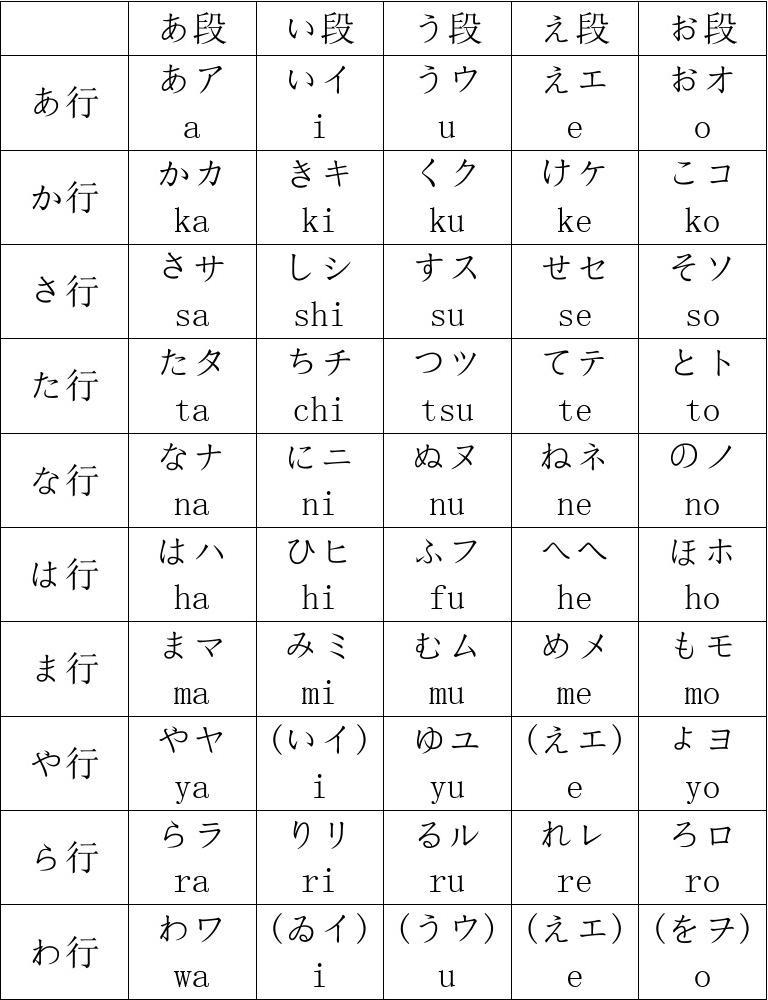 あ段 い段 う段 え段 お段
あ行 あア いイ うウ えエ おオ
a i u e o
か行 かカ きキ くク けケ こコ
ka ki ku ke ko
さ行 さサ しシ すス せセ そソ
sa shi su se so
た行 たタ ちチ つツ てテ とト
ta chi tsu te to
な行 なナ にニ ぬヌ ねネ のノ
na ni nu ne no
は行 はハ ひヒ ふフ へヘ ほホ
ha hi fu he ho
ま行 まマ みミ むム めメ もモ
ma mi mu me mo
や行 やヤ (いイ) ゆユ (えエ) よヨ
ya i yu e yo
ら行 らラ りリ るル れレ ろロ
ra ri ru re ro
わ行 わワ (ゐイ) (うウ) (えエ) (をヲ)
wa i u e o